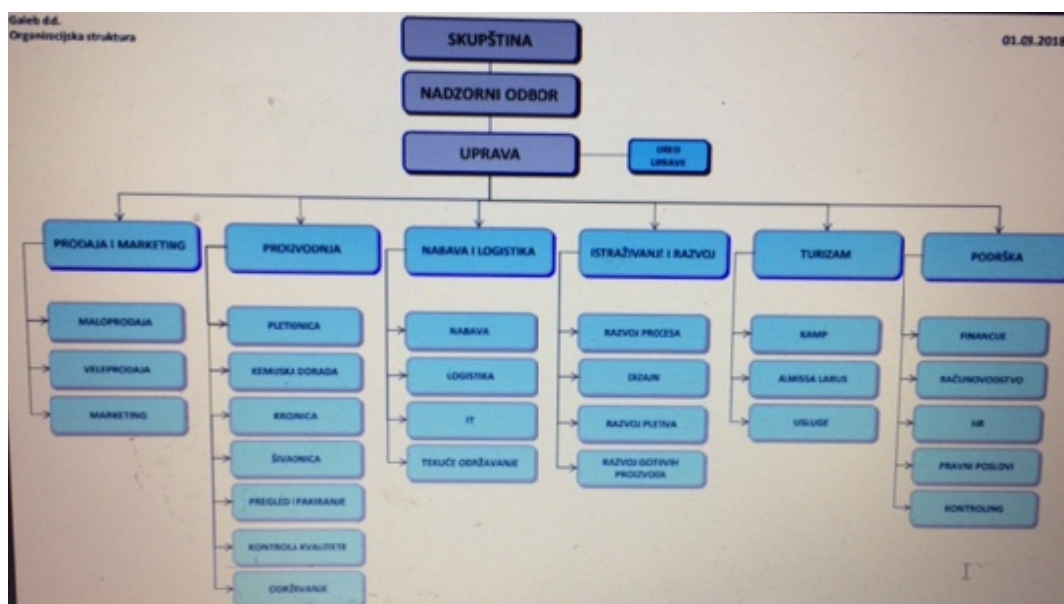 Galeb d.d.
Organizacijska struktura
01.09.2018
SKUPŠTINA
NADZORNI ODBOR
UPRAVA
URED
UPRAVE
PRODAJA I MARKETING
PROIZVODNJA
NABAVA I LOGISTIKA
ISTRAŽIVANJE I RAZVOJ
TURIZAM
PODRŠKA
MALOPRODAJA
VELEPRODAJA
MARKETING
PLETIONICA
KEMIJSKA DORADA
KROJNICA
ŠIVAONICA
PREGLED I PAKIRANJE
KONTROLA KVALITETE
ODRŽAVANJE
NABAVA
LOGISTIKA
IT
TEKUĆE ODRŽAVANJE
RAZVOJ PROCESA
DIZAJN
RAZVOJ PLETIVA
RAZVOJ GOTOVIH
PROIZVODA
KAMP
ALMISSA LARUS
USLUGE
FINANCIJE
RAČUNOVODSTVO
HR
PRAVNI POSLOVI
KONTROLING